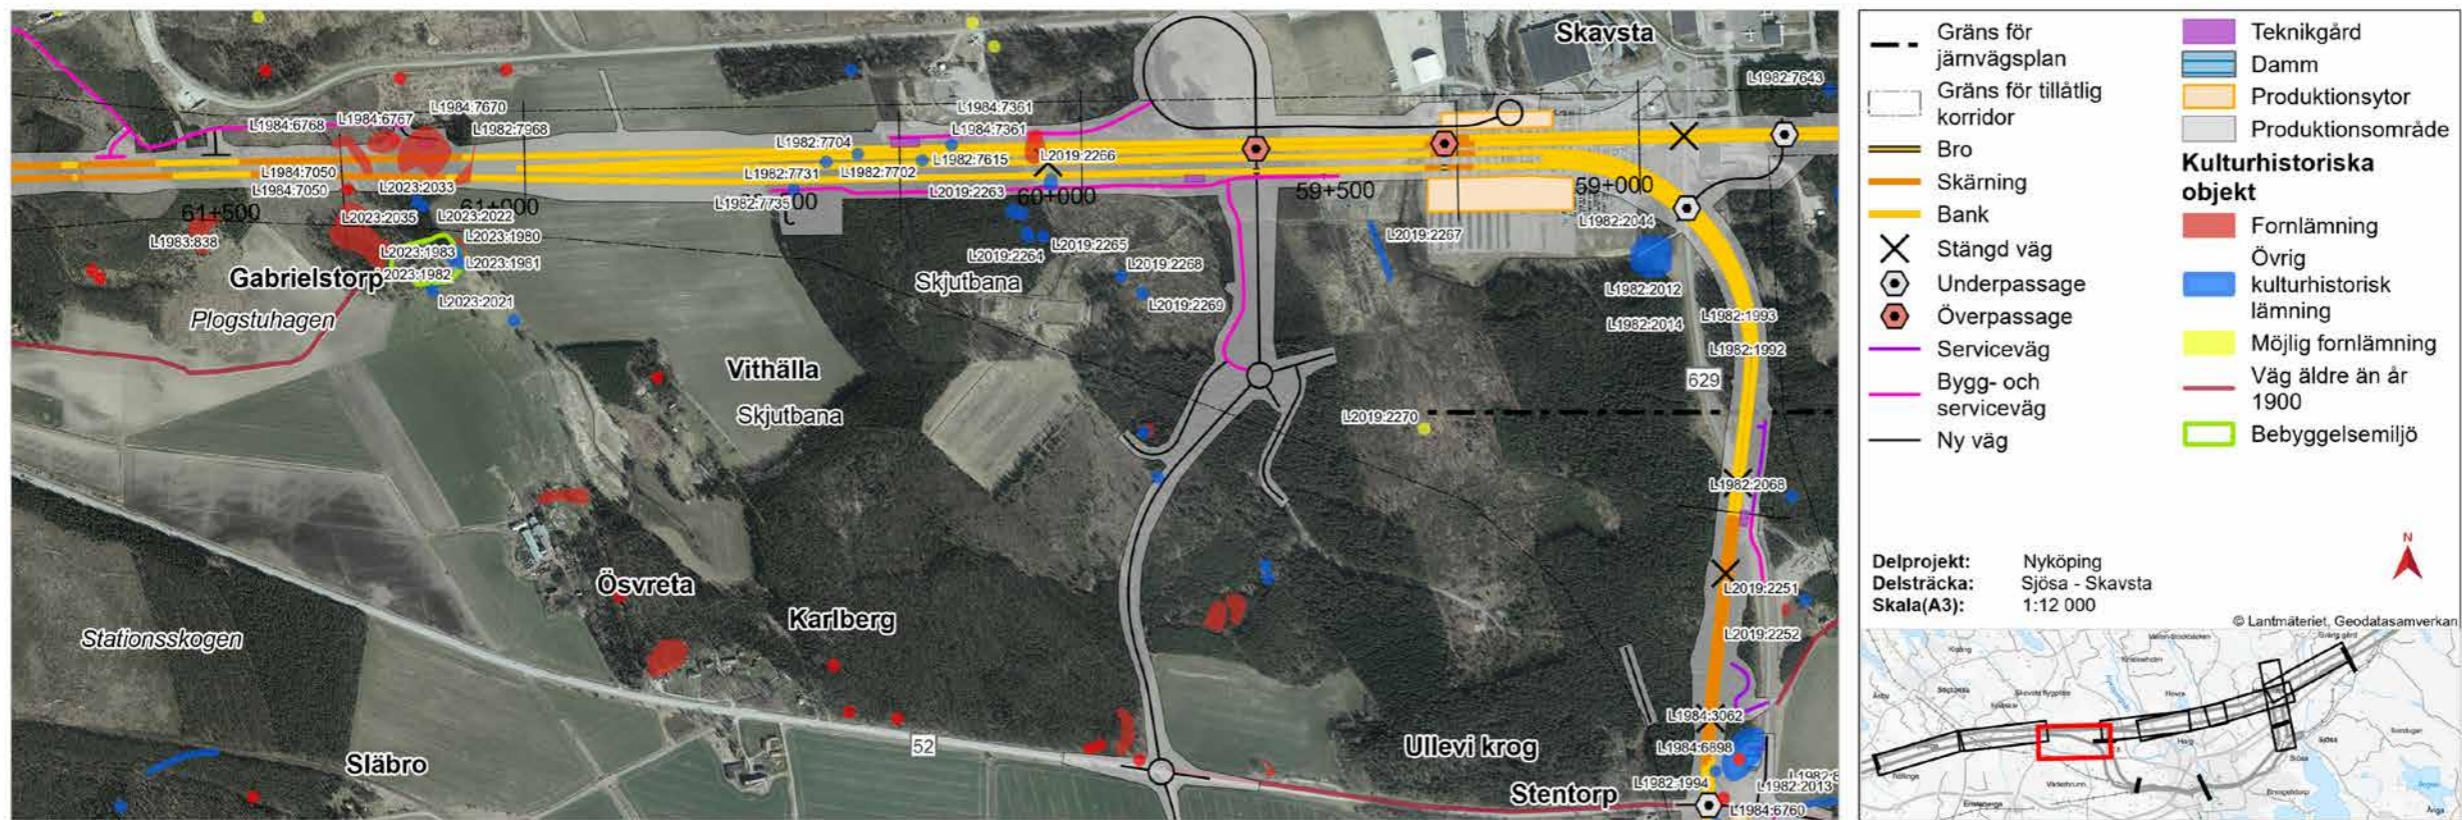 Skavsta
L1982:7643
L1984:7670
L1984:7361
L1984:6767
L1984:6768
L1982:7968
L1984:7361
L1982:7704
L1982:7615
L2019:2266
L1984:7050
L1982:7731
L1982:7702
L1984:7050
L2023:2033
L2019:2263
59+500
59+000
60+000
L1982:7735
500
61+500
61+000
L2023:2035
L2023:2022
L1982:2044
L2023:1980
L2019:2267
L1983:838
L2019:2265
L2023:1983
L2019:2264
L2023:1981
L2019:2268
2023:1982
Gabrielstorp
Skjutbana
L1982:2012
L2023:2021
L2019:2269
L1982:1993
Plogstuhagen
L1982:2014
L1982:1992
Vithälla
629
Skjutbana
L2019:2270
L1982:2068
Ösvreta
L2019:2251
Karlberg
Stationsskogen
L2019:2252
L1984:3062
52
Ullevi krog
L1984:6898
Släbro
L1982:1994
L1982:8
L1982:2013
Stentorp
L1984:6760
Gräns för
järnvägsplan
Gräns för tillåtlig
korridor
Bro
Skärning
Bank
Stängd väg
Underpassage
Överpassage
Serviceväg
Bygg- och
serviceväg
Ny väg
Teknikgård
Damm
Produktionsytor
Produktionsområde
Kulturhistoriska
objekt
Fornlämning
Övrig
kulturhistorisk
lämning
Möjlig fornlämning
Väg äldre än år
1900
Bebyggelsemiljö
N
Delprojekt: Nyköping
Delsträcka: Sjösa - Skavsta
Skala(A3): 1:12 000
© Lantmäteriet, Geodatasamverkan
Sjösa